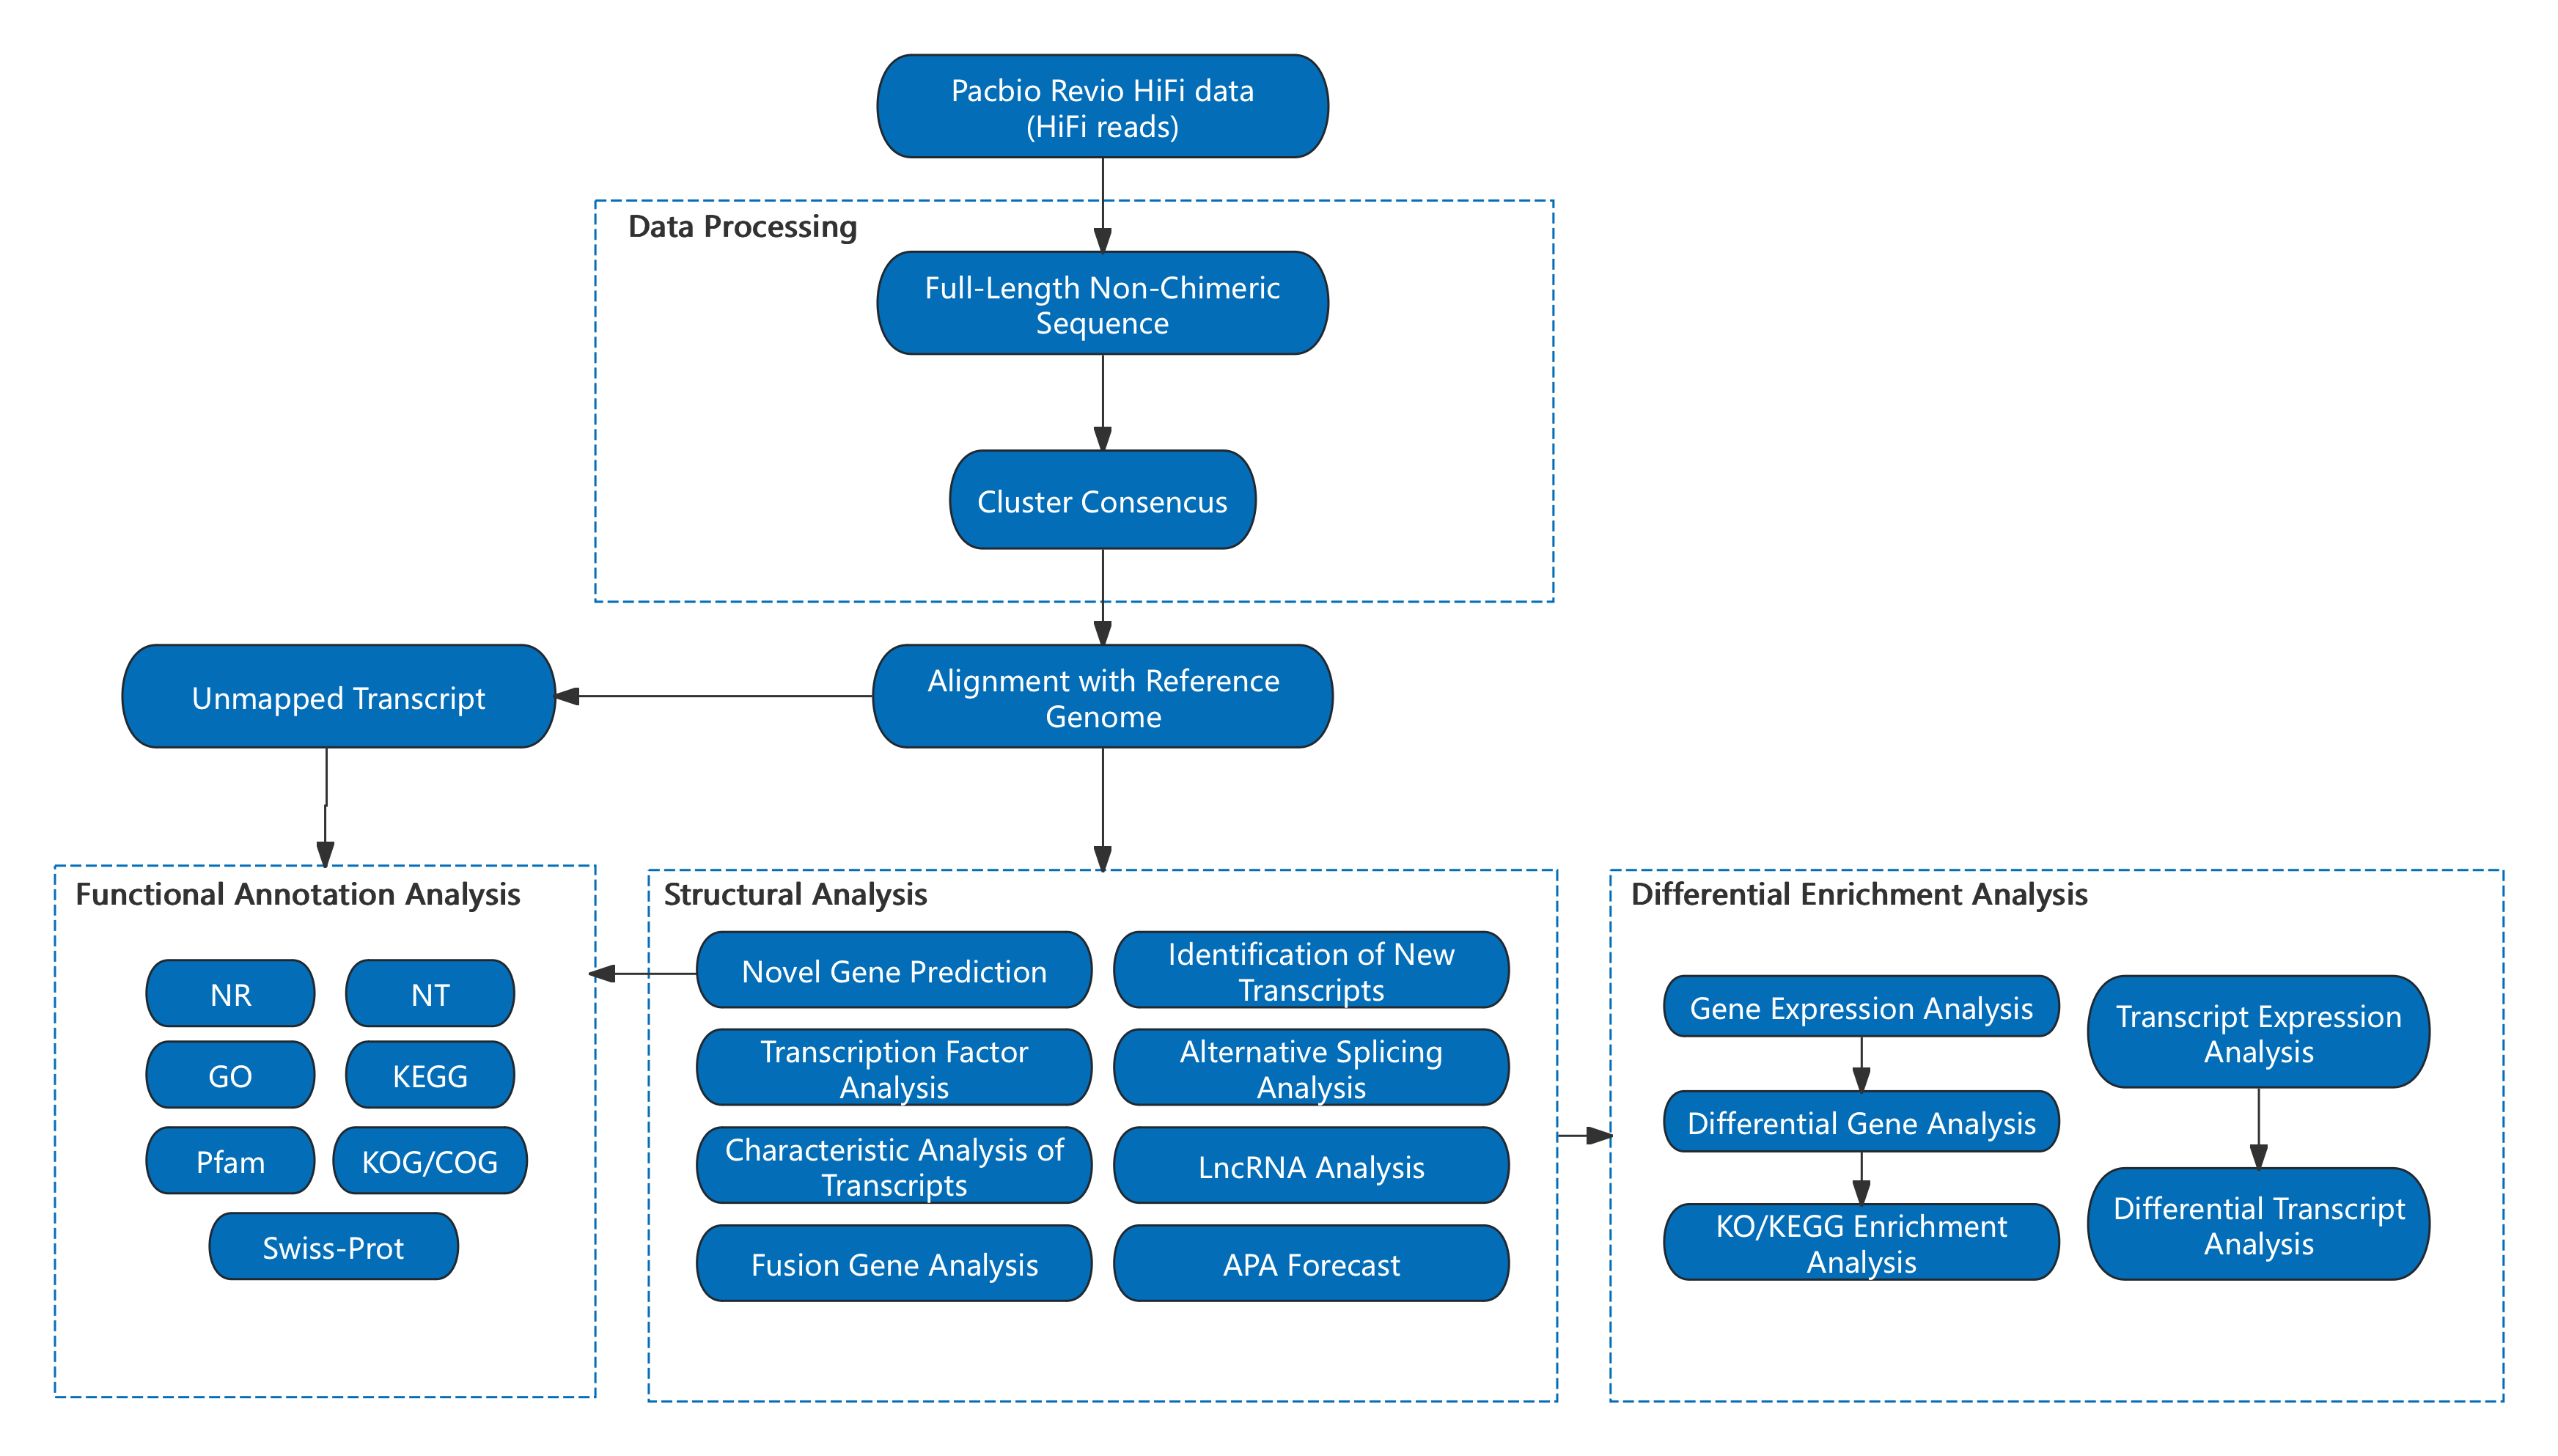 Pacbio Revio HiFi data
(HiFi reads)
Data Processing
Full-Length Non-Chimeric
Sequence
Cluster Consencus
Unmapped Transcript
Alignment with Reference
Genome
Functional Annotation Analysis
NR
NT
GO
KEGG
Pfam
KOG/COG
Swiss-Prot
Structural Analysis
Novel Gene Prediction
Identification of New
Transcripts
Transcription Factor
Analysis
Alternative Splicing
Analysis
Characteristic Analysis of
Transcripts
LncRNA Analysis
Fusion Gene Analysis
APA Forecast
Differential Enrichment Analysis
Gene Expression Analysis
Differential Gene Analysis
KO/KEGG Enrichment
Analysis
Transcript Expression
Analysis
Differential Transcript
Analysis